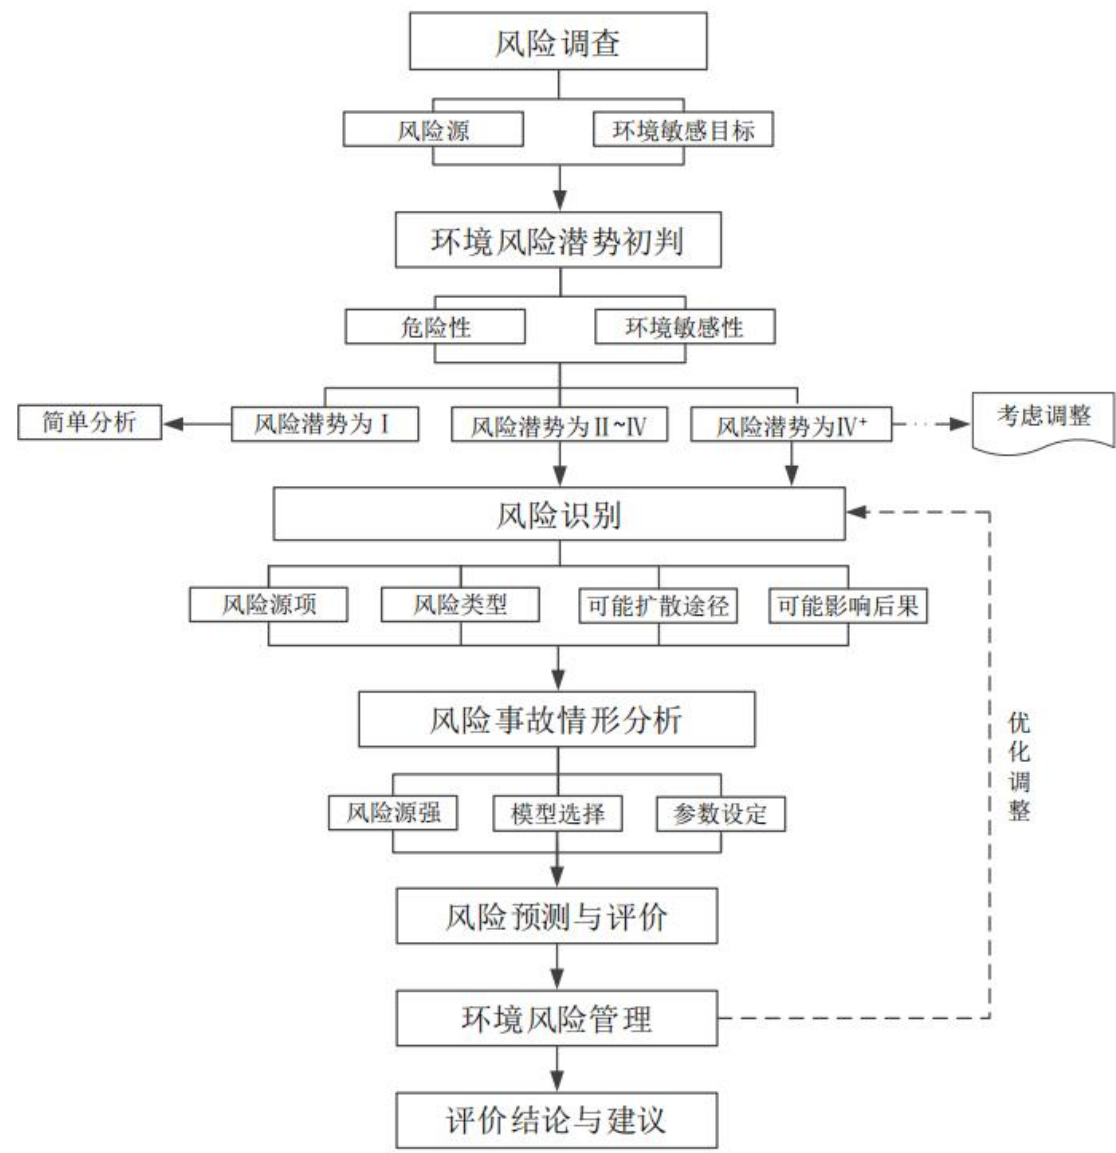 风险调查
风险源
环境敏感目标
环境风险潜势初判
危险性
环境敏感性
简单分析
风险潜势为Ⅰ
风险潜势为Ⅱ~Ⅳ
风险潜势为Ⅳ⁺
考虑调整
风险识别
风险源项
风险类型
可能扩散途径
可能影响后果
风险事故情形分析
优化调整
风险源强
模型选择
参数设定
风险预测与评价
环境风险管理
评价结论与建议